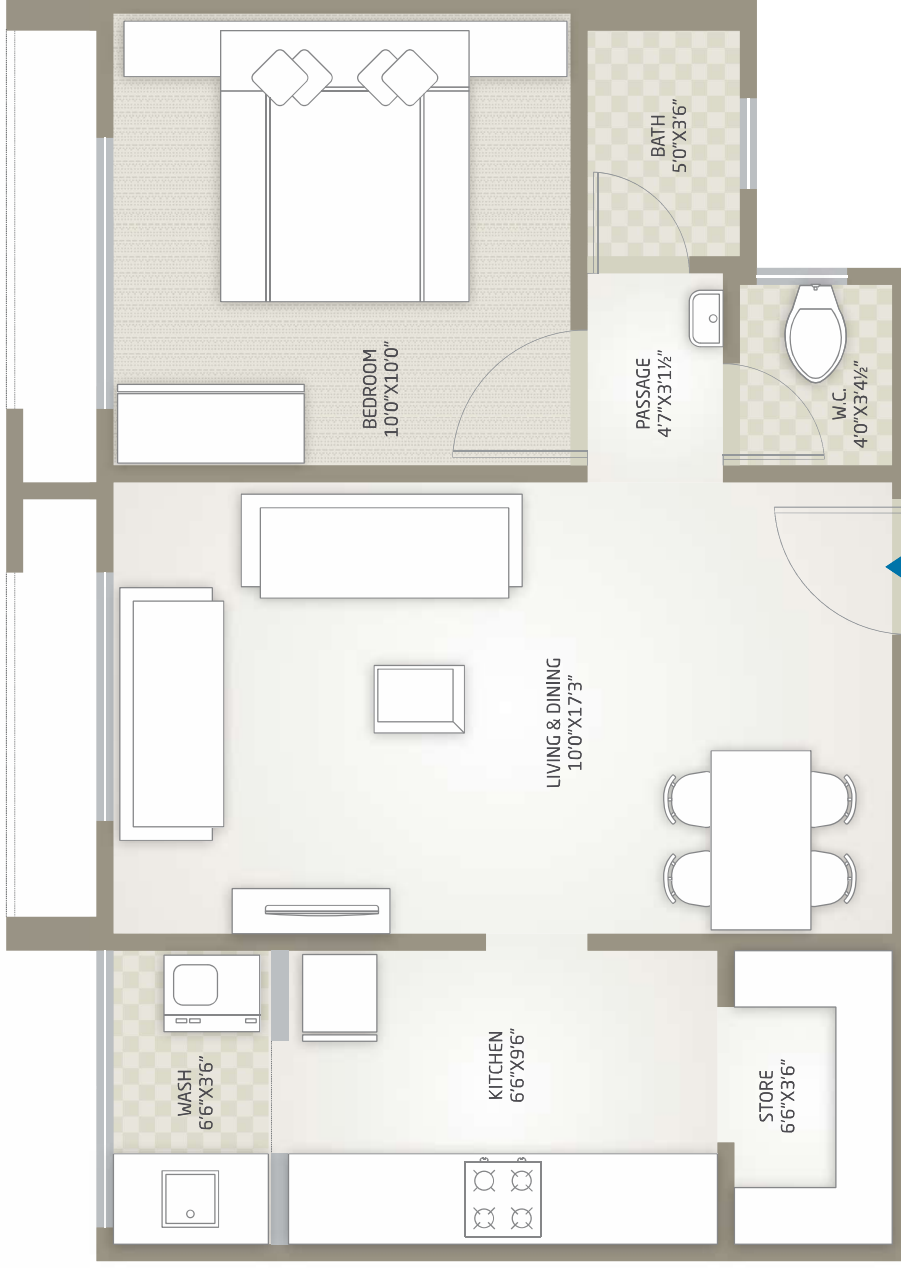 BATH
5'0"X3'6"
BEDROOM
10'0"X10'0"
PASSAGE
4'7"X3'1½"
W.C.
4'0"X3'4½"
LIVING & DINING
10'0"X17'3"
KITCHEN
6'6"X9'6"
WASH
6'6"X3'6"
STORE
6'6"X3'6"